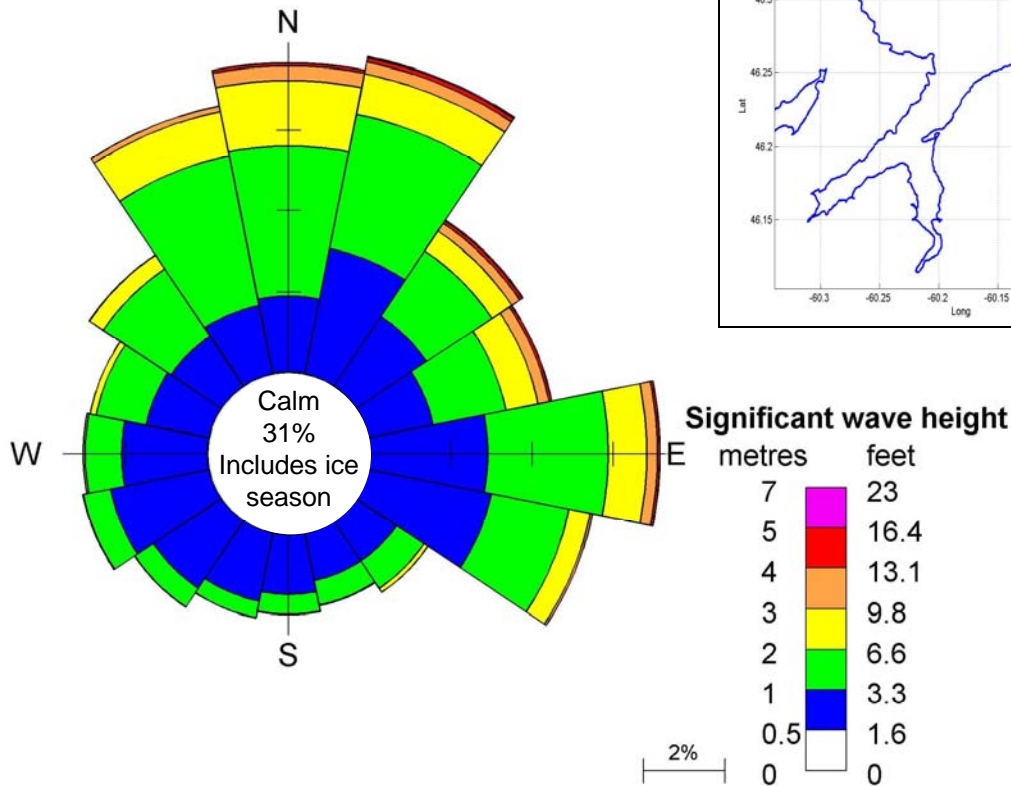 N
46.25
Lat
46.2
46.15
-60.3
-60.25
-60.2
-60.15
Long
Calm
31%
Includes ice
season
W
E
S
Significant wave height
metres feet
7 23
5 16.4
4 13.1
3 9.8
2 6.6
1 3.3
0.5 1.6
0 0
2%